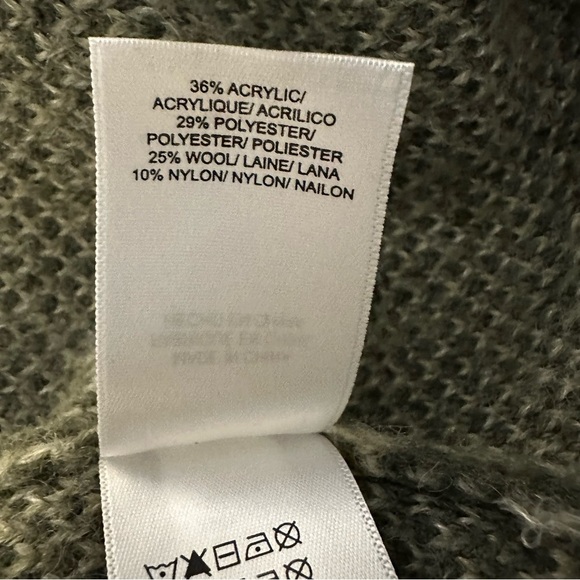 36% ACRYLIC/
ACRYLIQUE/ ACRILICO
29% POLYESTER/
POLYESTER/ POLIESTER
25% WOOL/ LAINE/ LANA
10% NYLON/ NYLON/ NAILON